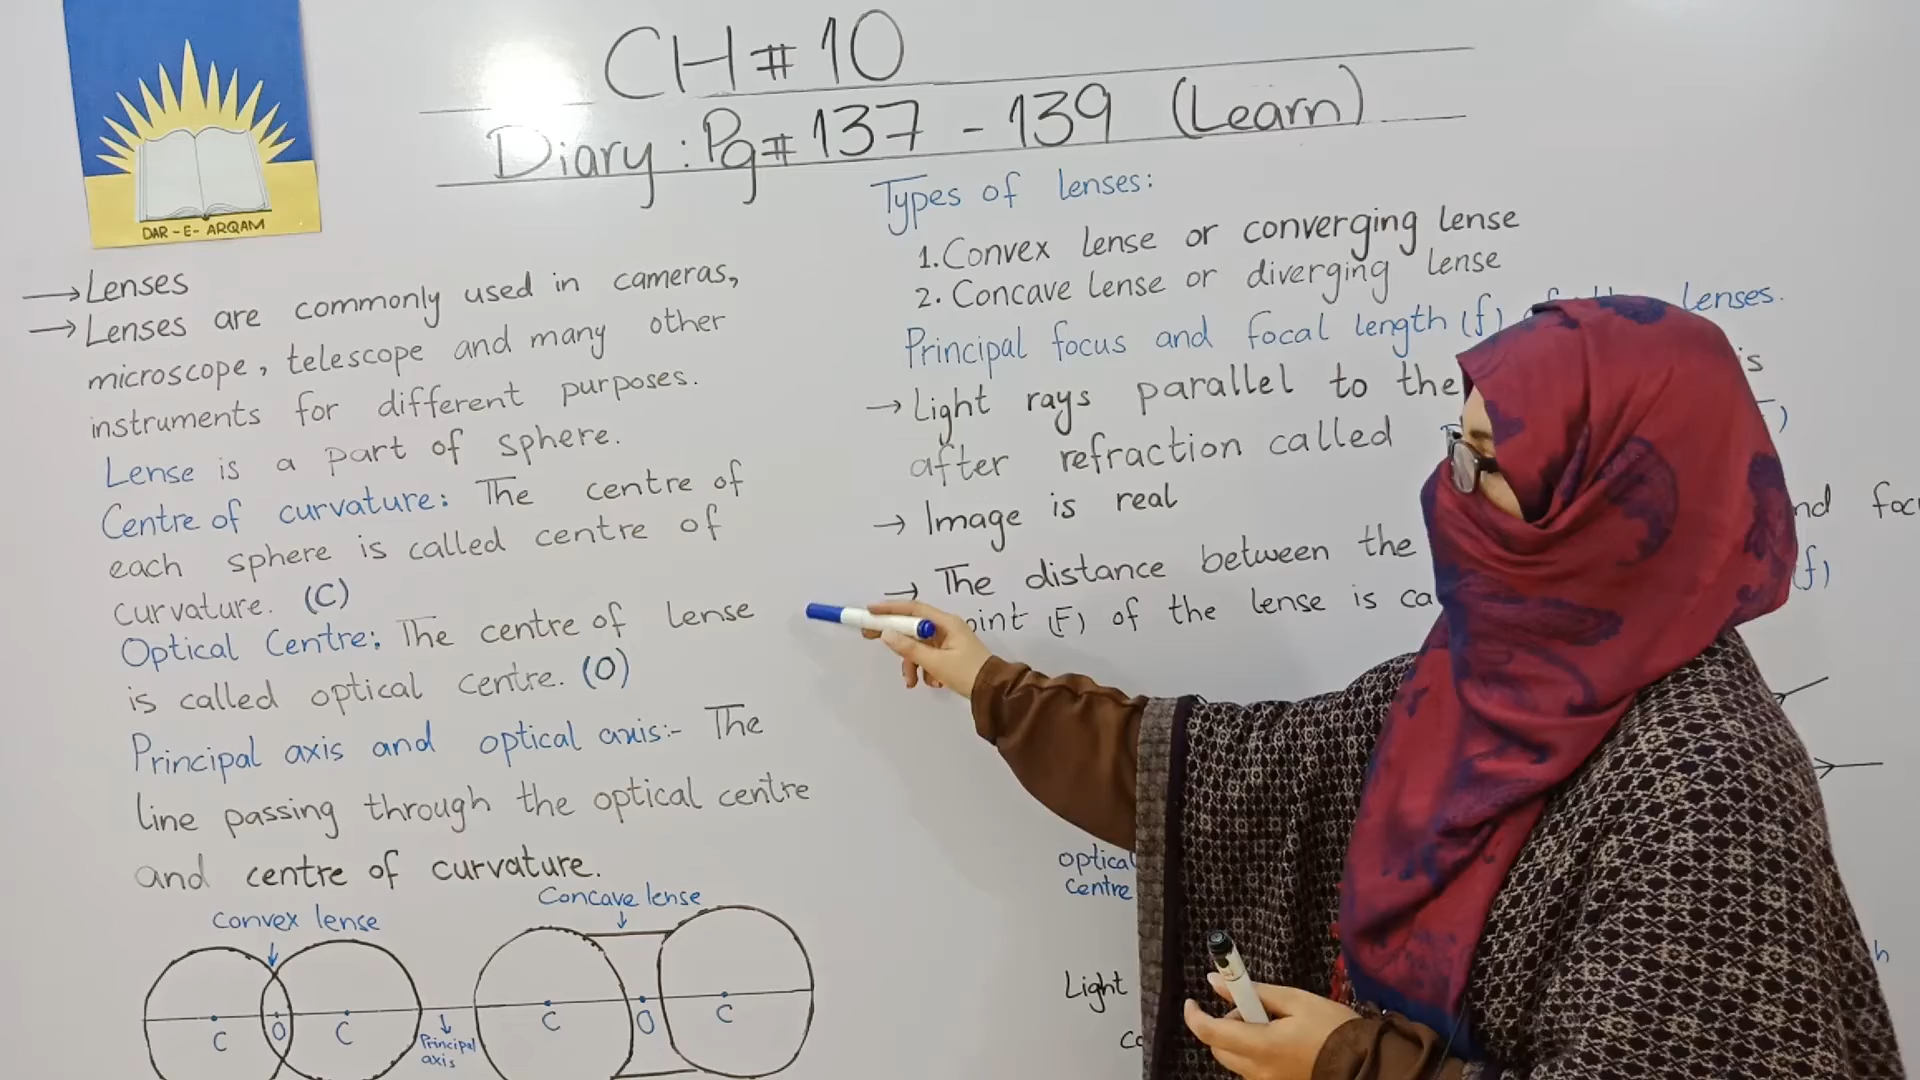 CH # 10
Diary : Pg # 137 - 139 (Learn)
DAR - E - ARQAM
→ Lenses
→ Lenses are commonly used in cameras,
microscope, telescope and many other
instruments for different purposes.
Lense is a part of sphere.
Centre of curvature: The centre of
each sphere is called centre of
curvature. (C)
Optical Centre: The centre of lense
is called optical centre. (O)
Principal axis and optical axis:- The
line passing through the optical centre
and centre of curvature.
Convex lense
Concave lense
C O C
Principal
axis
C O C
Types of lenses:
1. Convex lense or converging lense
2. Concave lense or diverging lense
Principal focus and focal length (f) lenses.
→ Light rays parallel to the is
after refraction called )
→ Image is real
→ The distance between the
(F) of the lense is (f)
optical
centre
Light